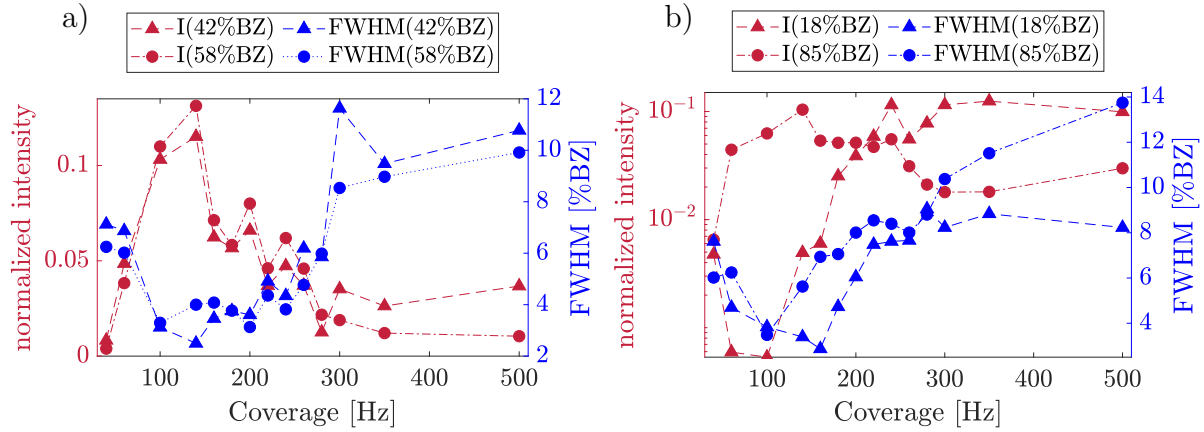 a)
I(42%BZ) FWHM(42%BZ)
I(58%BZ) FWHM(58%BZ)
normalized intensity
0.1
0.05
0
12
10
8
6
4
2
FWHM [%BZ]
100 200 300 400 500
Coverage [Hz]
b)
I(18%BZ) FWHM(18%BZ)
I(85%BZ) FWHM(85%BZ)
normalized intensity
10⁻¹
10⁻²
14
12
10
8
6
4
FWHM [%BZ]
100 200 300 400 500
Coverage [Hz]